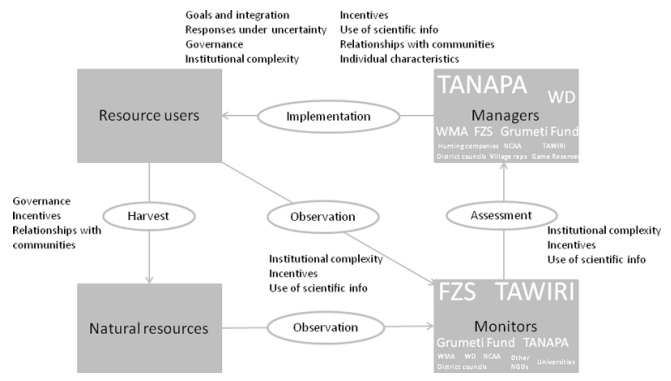 Goals and integration
Responses under uncertainty
Governance
Institutional complexity
Incentives
Use of scientific info
Relationships with communities
Individual characteristics
Resource users
Implementation
TANAPA
WD
Managers
WMA FZS Grumeti Fund
Hunting companies NCAA TAWIRI
District councils Village reps Game Reserves
Governance
Incentives
Relationships with
communities
Harvest
Observation
Assessment
Institutional complexity
Incentives
Use of scientific info
Institutional complexity
Incentives
Use of scientific info
Natural resources
Observation
FZS TAWIRI
Monitors
Grumeti Fund TANAPA
WMA WD NCAA Other
NGOs
Universities
District councils